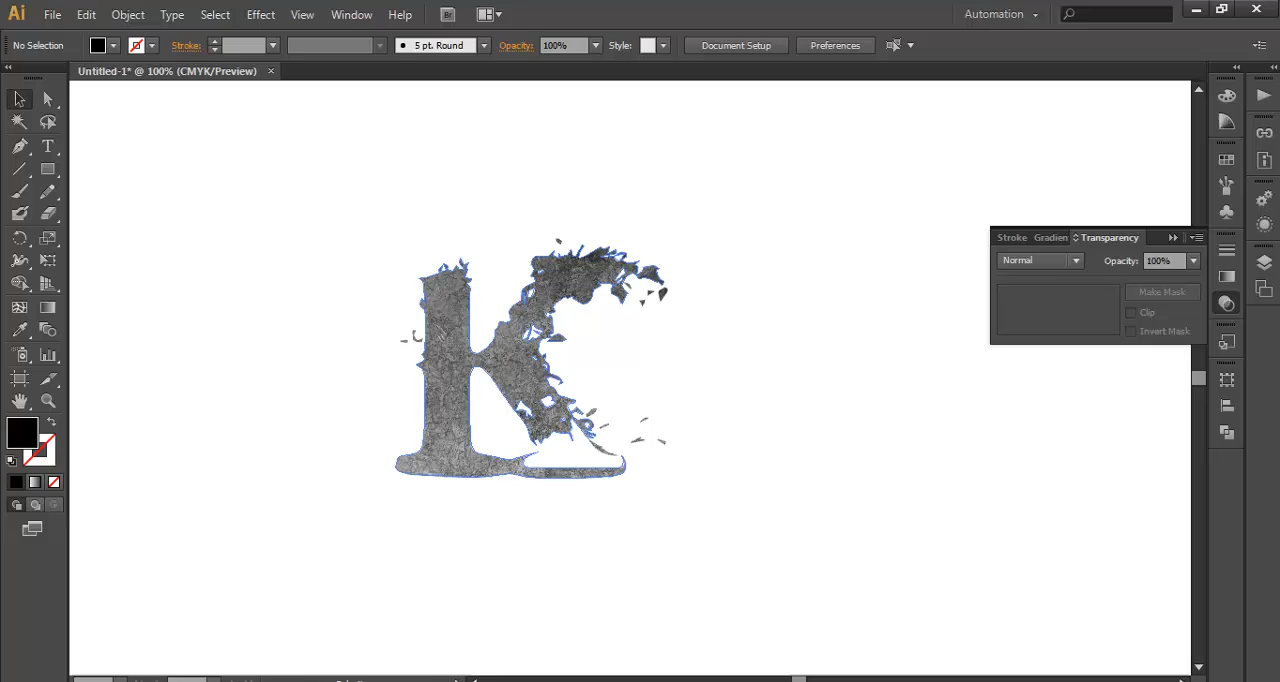 Ai File Edit Object Type Select Effect View Window Help Br Automation
No Selection Stroke: 5 pt. Round Opacity: 100% Style: Document Setup Preferences
Untitled-1* @ 100% (CMYK/Preview) ×
T
K
Stroke Gradien Transparency
Normal Opacity: 100%
Make Mask
Clip
Invert Mask